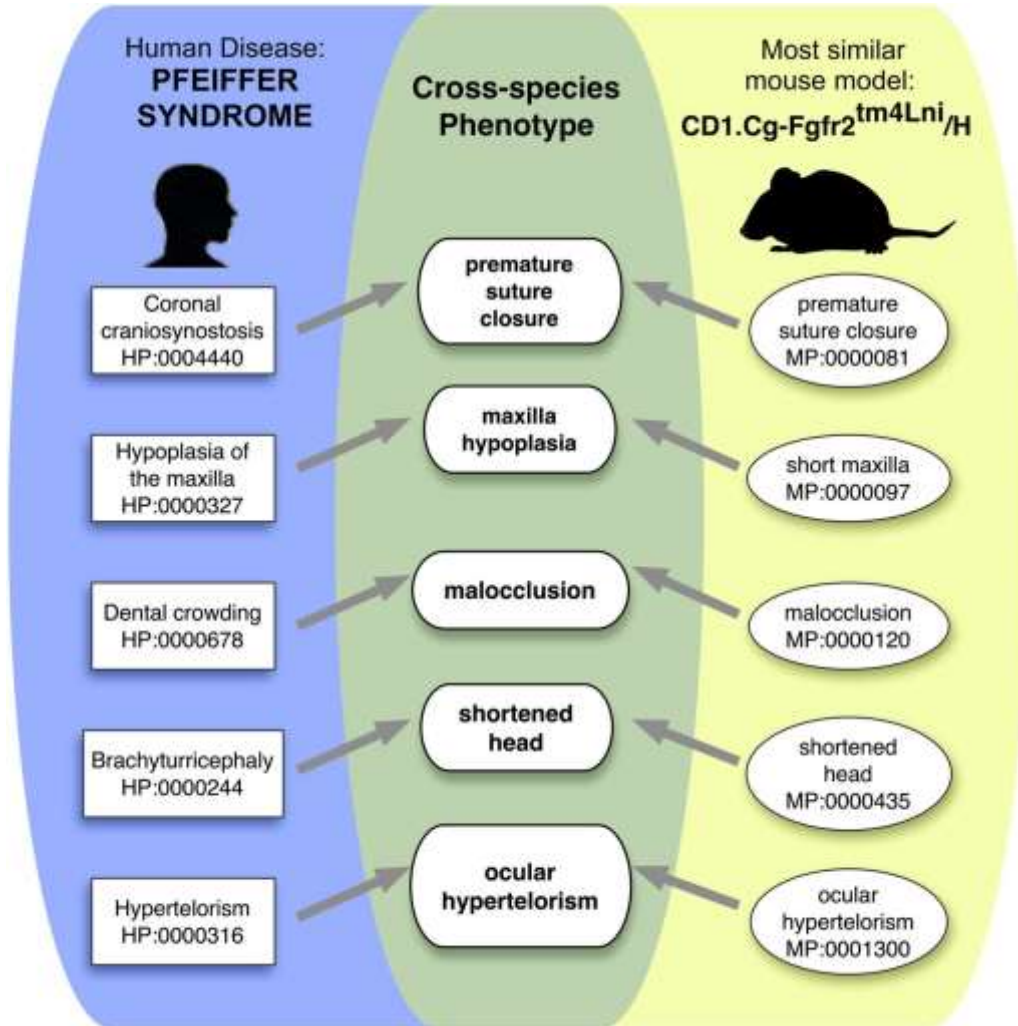 Human Disease:
PFEIFFER
SYNDROME
Cross-species
Phenotype
Most similar
mouse model:
CD1.Cg-Fgfr2tm4Lni/H
Coronal
craniosynostosis
HP:0004440
premature
suture
closure
premature
suture closure
MP:0000081
Hypoplasia of
the maxilla
HP:0000327
maxilla
hypoplasia
short maxilla
MP:0000097
Dental crowding
HP:0000678
malocclusion
malocclusion
MP:0000120
Brachyturricephaly
HP:0000244
shortened
head
shortened
head
MP:0000435
Hypertelorism
HP:0000316
ocular
hypertelorism
ocular
hypertelorism
MP:0001300